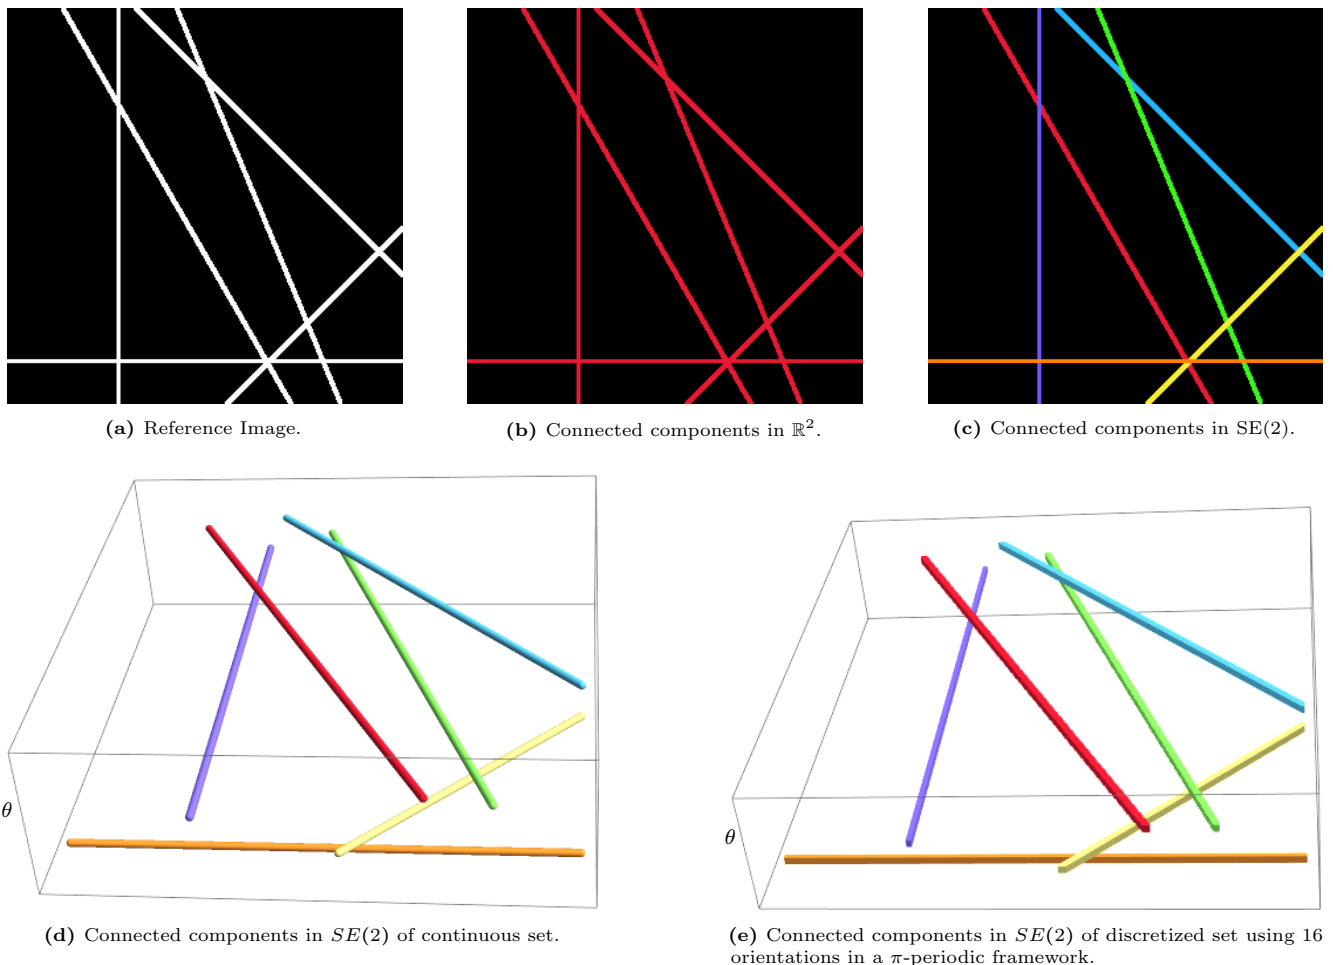 (a) Reference Image.
(b) Connected components in ℝ².
(c) Connected components in SE(2).
θ
θ
(d) Connected components in SE(2) of continuous set.
(e) Connected components in SE(2) of discretized set using 16
orientations in a π-periodic framework.